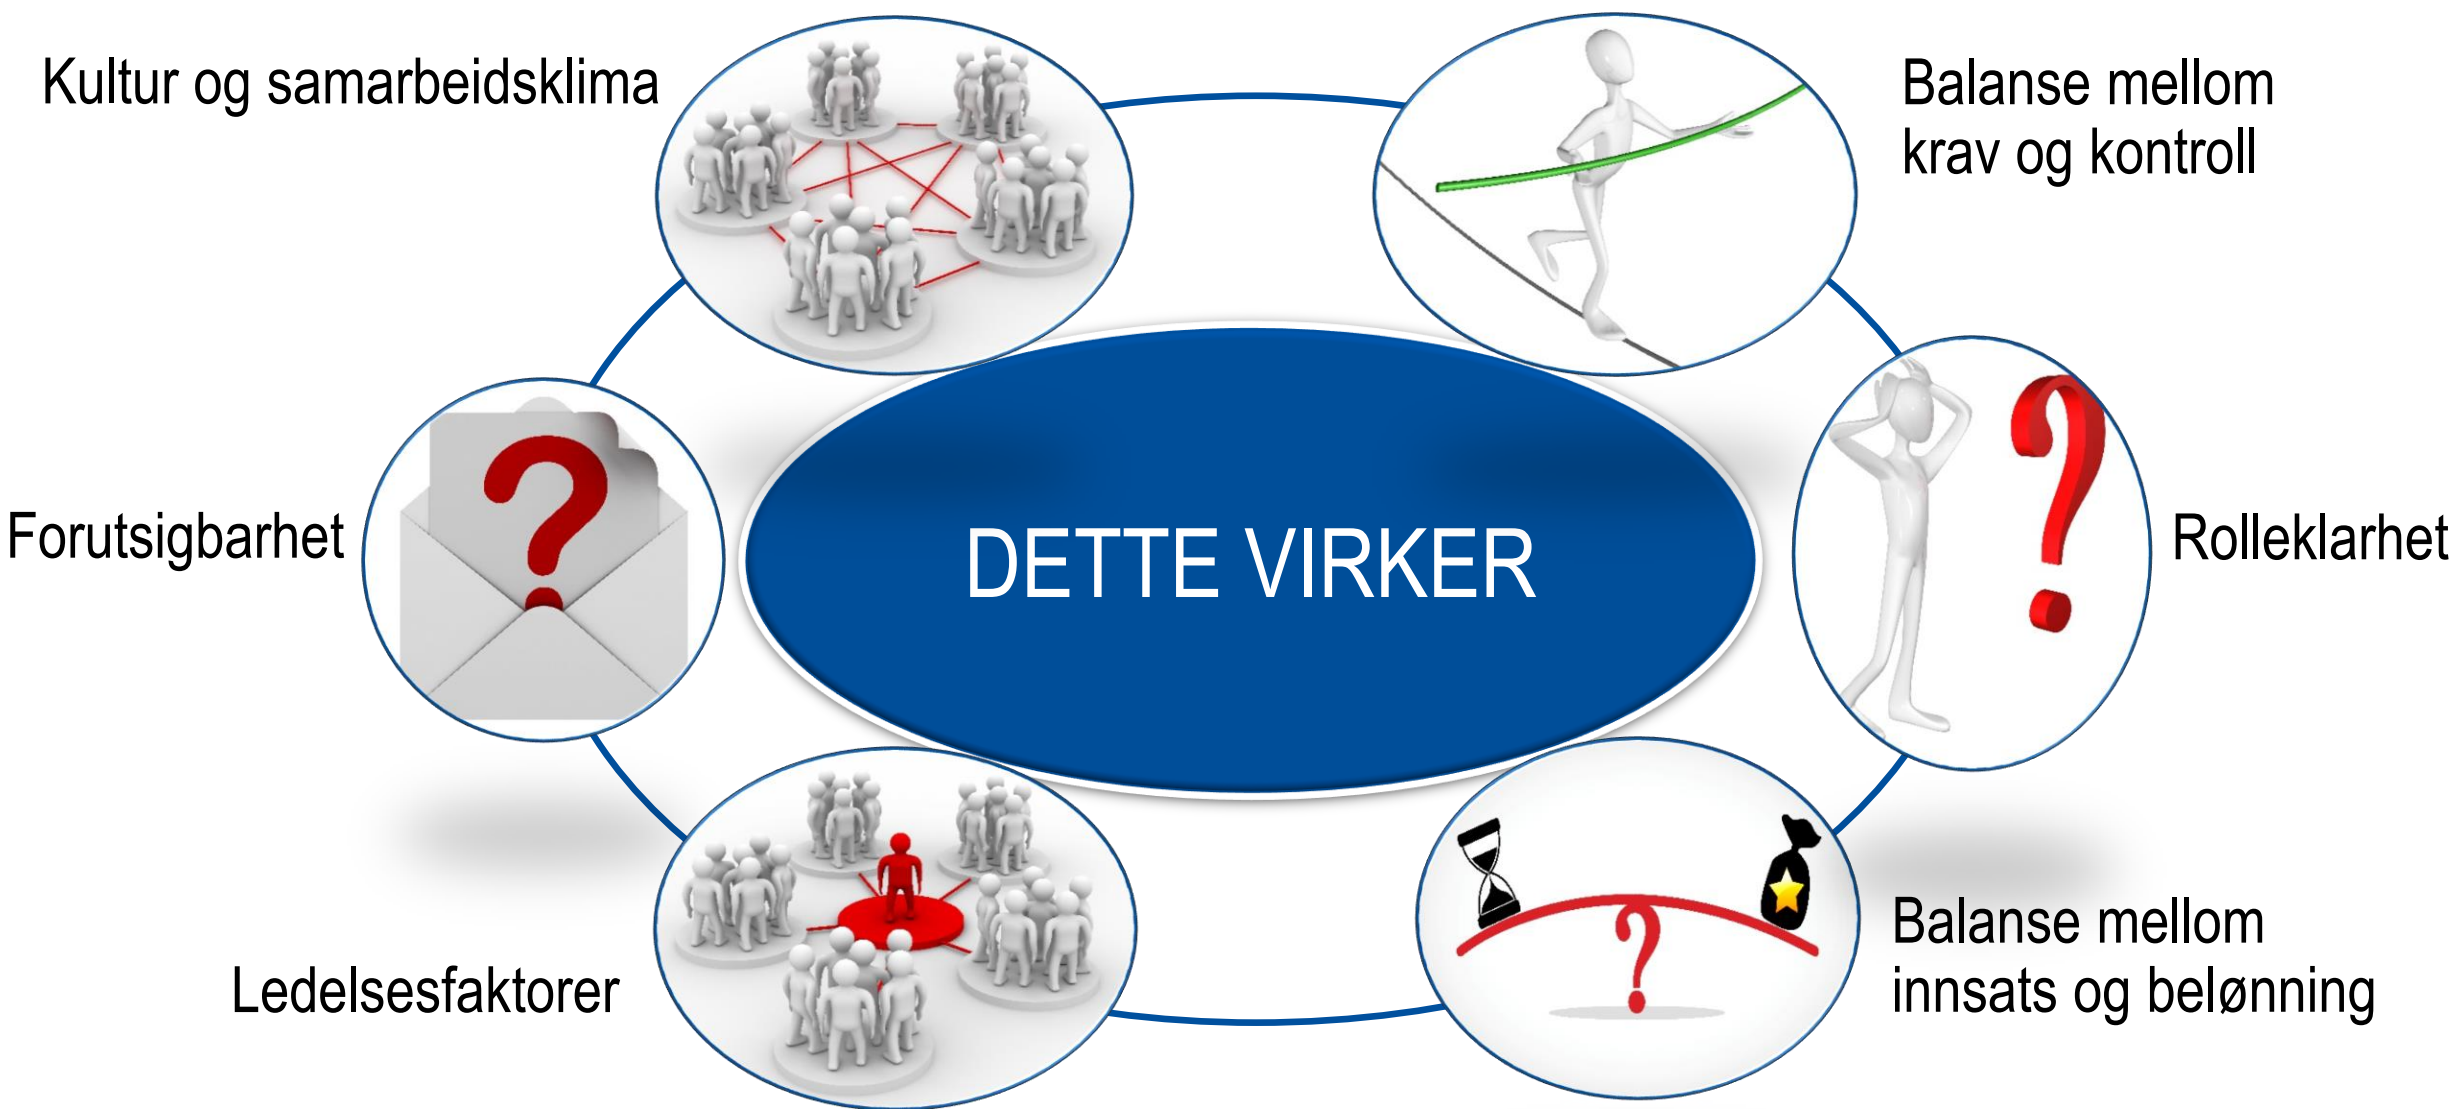 Kultur og samarbeidsklima
Balanse mellom
krav og kontroll
Forutsigbarhet
DETTE VIRKER
Rolleklarhet
Ledelsesfaktorer
Balanse mellom
innsats og belønning